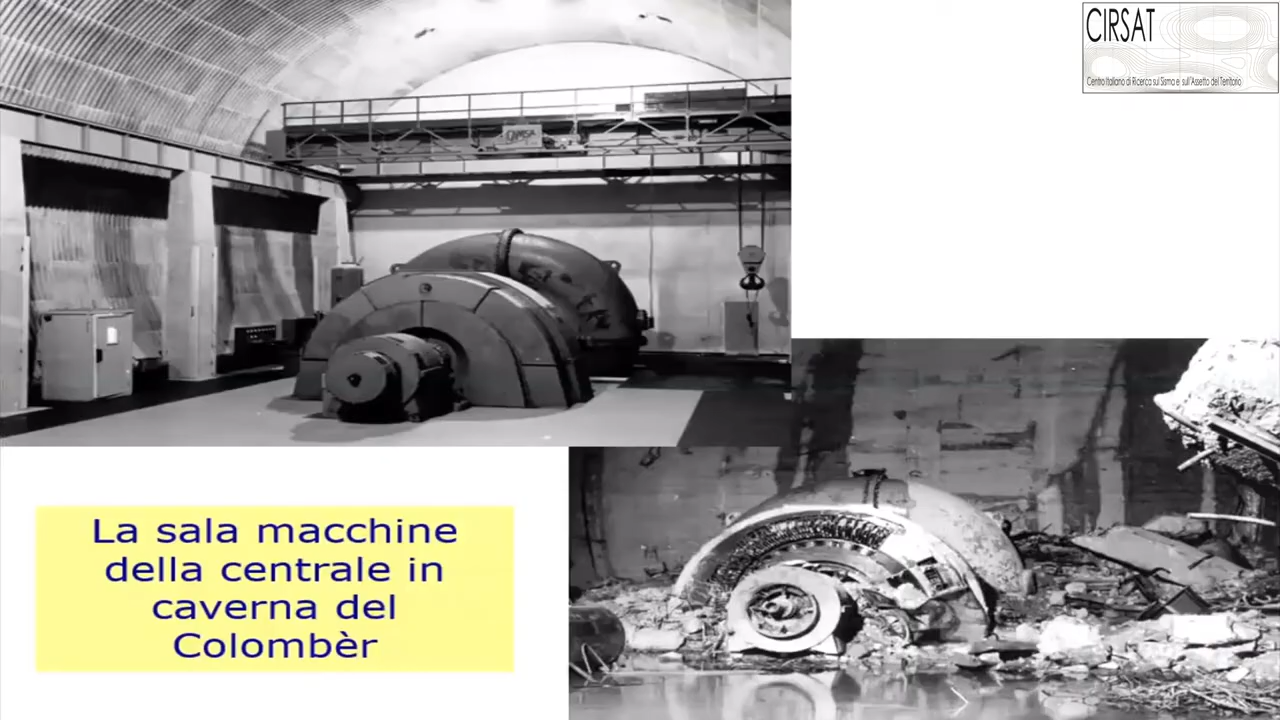 CIRSAT
Centro Italiano di Ricerca sul Sisma e sull'Assetto del Territorio
La sala macchine
della centrale in
caverna del
Colombèr